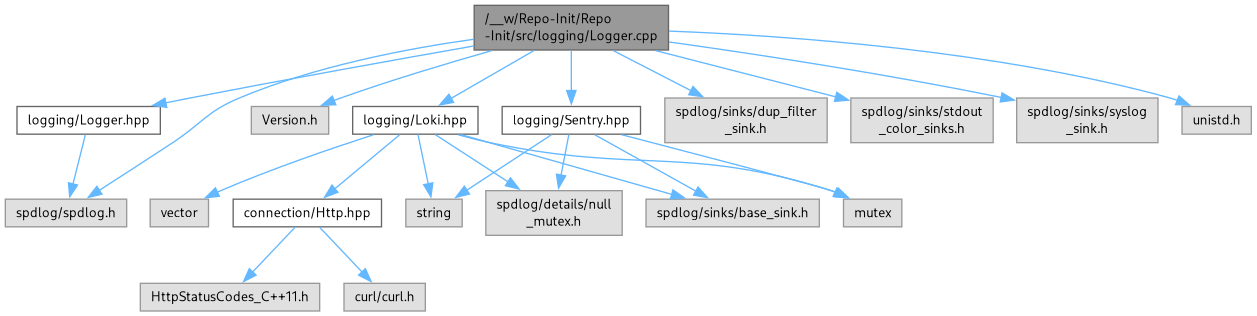 /__w/Repo-Init/Repo
-Init/src/logging/Logger.cpp
logging/Logger.hpp
Version.h
logging/Loki.hpp
logging/Sentry.hpp
spdlog/sinks/dup_filter
_sink.h
spdlog/sinks/stdout
_color_sinks.h
spdlog/sinks/syslog
_sink.h
unistd.h
spdlog/spdlog.h
vector
connection/Http.hpp
string
spdlog/details/null
_mutex.h
spdlog/sinks/base_sink.h
mutex
HttpStatusCodes_C++11.h
curl/curl.h